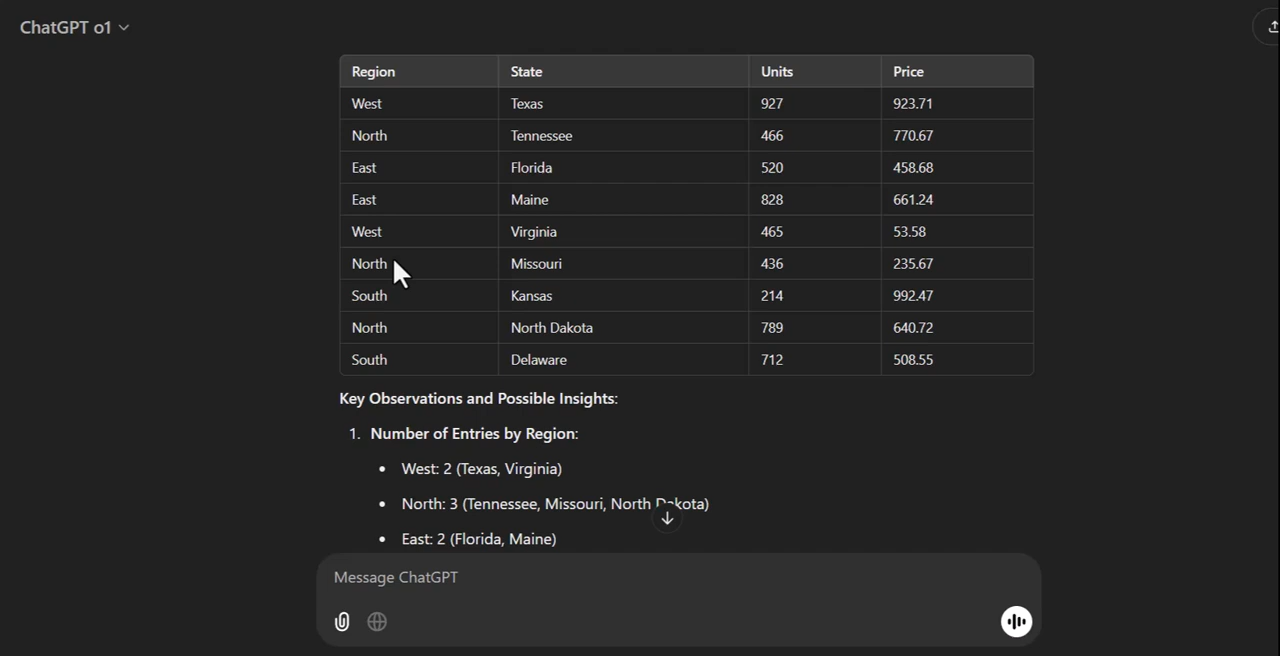 ChatGPT o1
Region State Units Price
West Texas 927 923.71
North Tennessee 466 770.67
East Florida 520 458.68
East Maine 828 661.24
West Virginia 465 53.58
North Missouri 436 235.67
South Kansas 214 992.47
North North Dakota 789 640.72
South Delaware 712 508.55
Key Observations and Possible Insights:
1. Number of Entries by Region:
• West: 2 (Texas, Virginia)
• North: 3 (Tennessee, Missouri, North Dakota)
• East: 2 (Florida, Maine)
Message ChatGPT